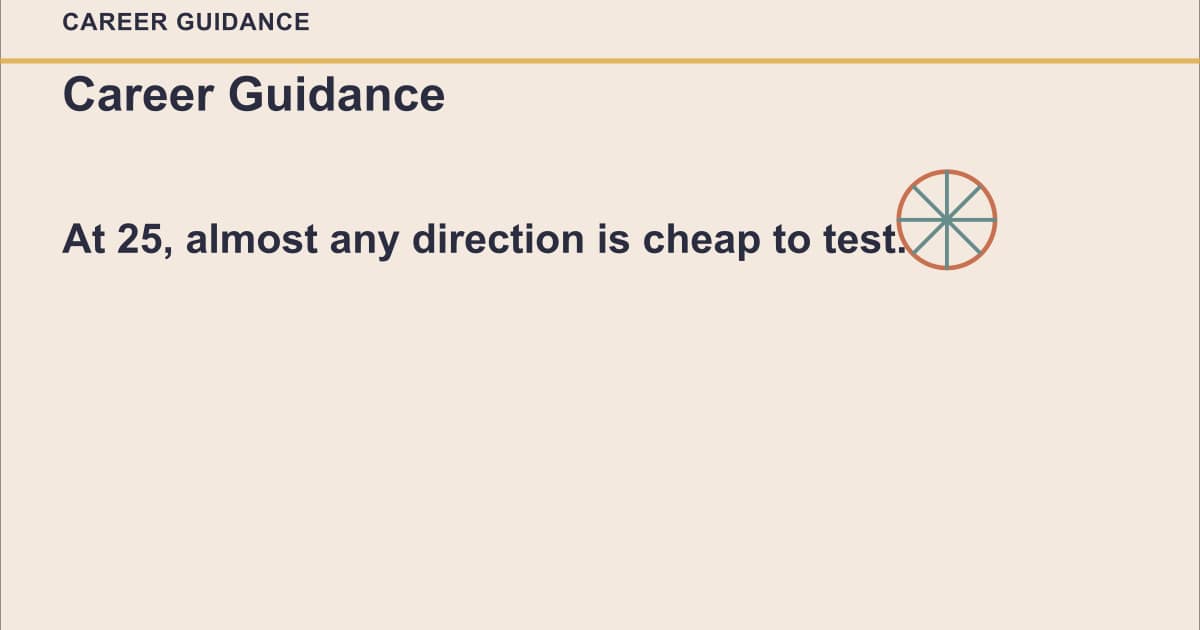 CAREER GUIDANCE
Career Guidance
At 25, almost any direction is cheap to test.